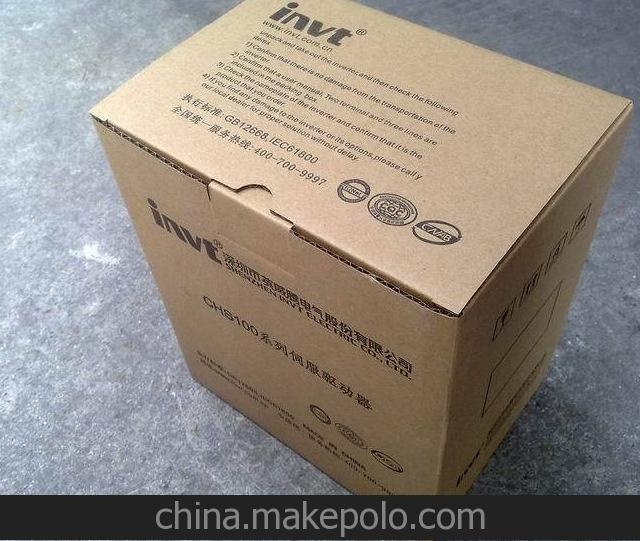 invt®
www.invt.com.cn
unpack and take out the inverter, and then check the following
items
1) Confirm that there is no damage from the transportation of the
inverter.
2) Confirm that a user manual, Two terminal and three lines are
included in the packing box.
3) Check the nameplate of the inverter and confirm that it is the
product that you order.
4) If you find any damage to the inverter or its options, please call y
our local dealer for proper solution without delay.
执行标准:GB12668,IEC61800
全国统一服务热线:400-700-9997
CQC
invt®
深圳市英威腾电气股份有限公司
SHENZHEN INVT ELECTRIC CO., LTD.
CHS100系列伺服驱动器
MADE IN CHINA
china.makepolo.com